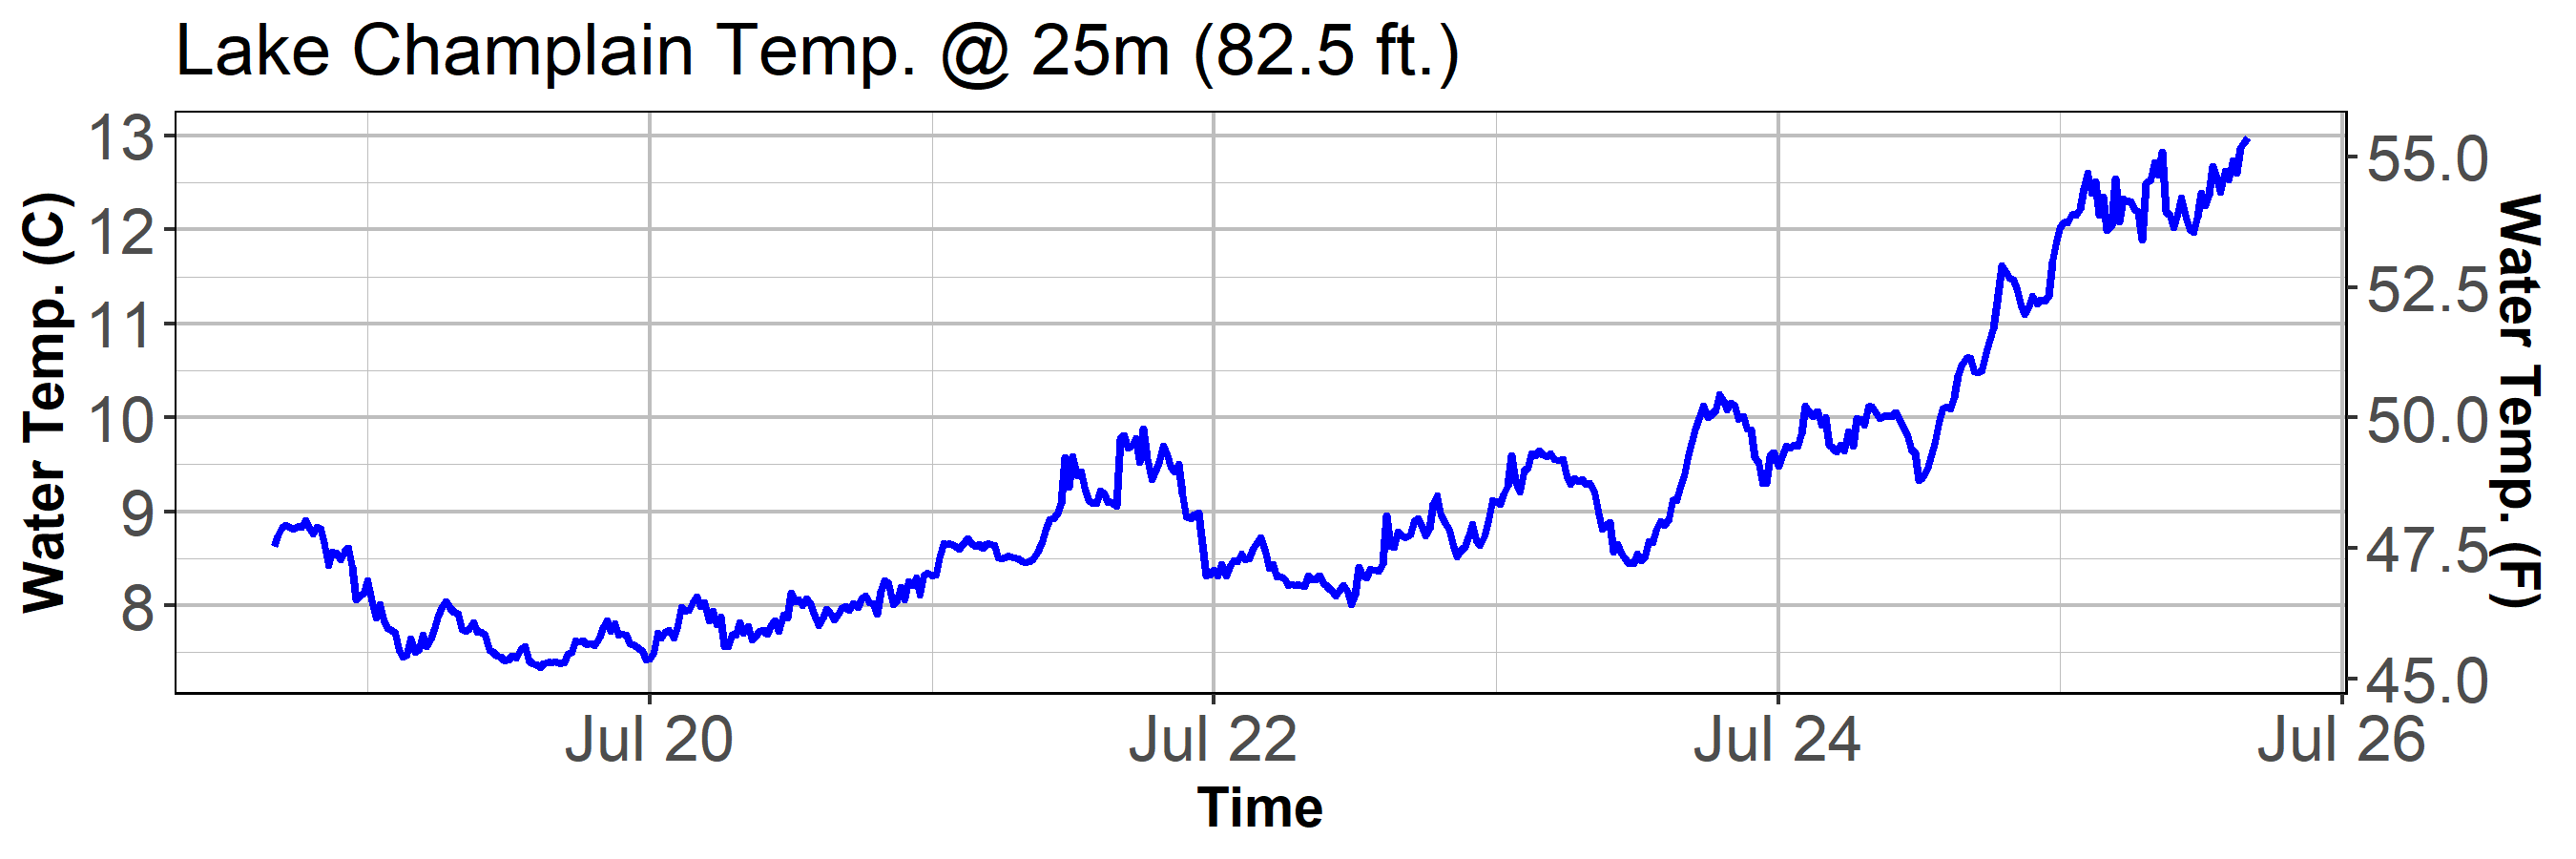 Lake Champlain Temp. @ 25m (82.5 ft.)
Water Temp. (C)
13
12
11
10
9
8
55.0
52.5
50.0
47.5
45.0
Water Temp. (F)
Jul 20 Jul 22 Jul 24 Jul 26
Time